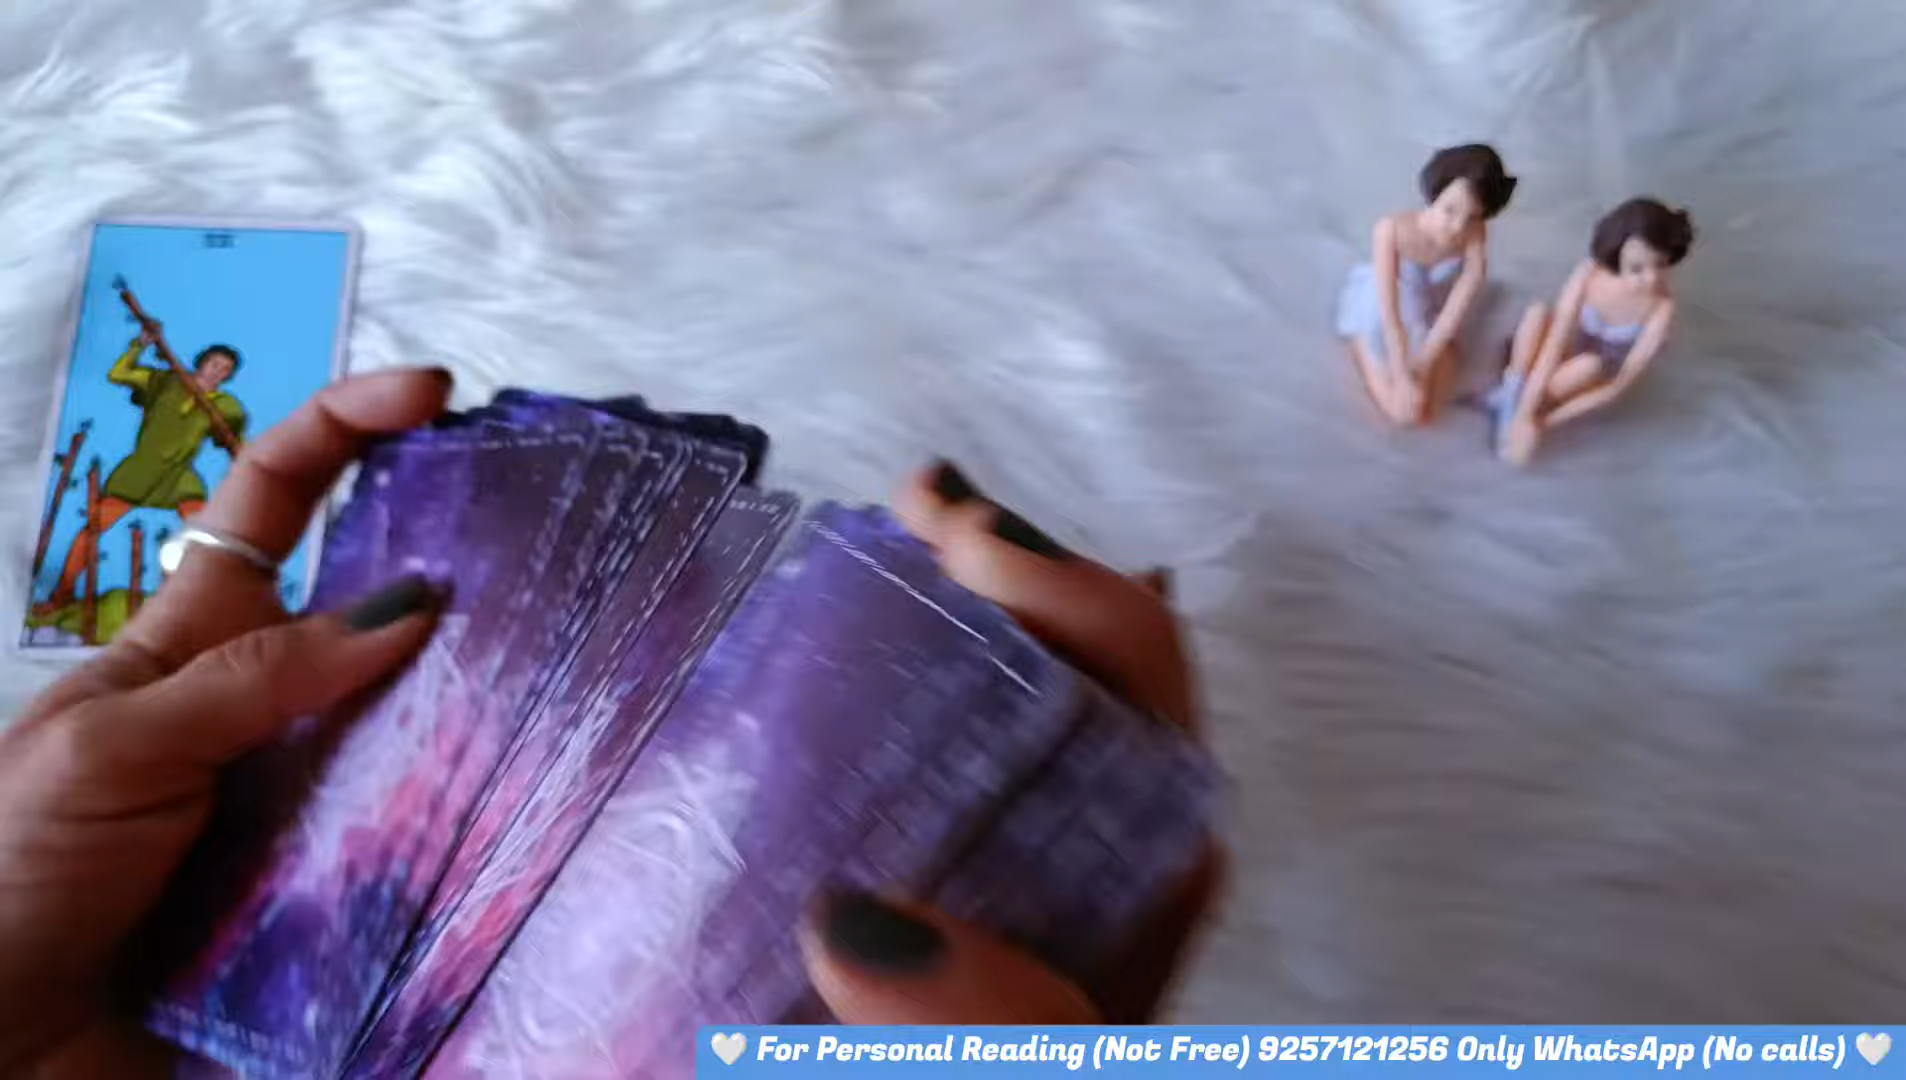 🤍 For Personal Reading (Not Free) 9257121256 Only WhatsApp (No calls) 🤍